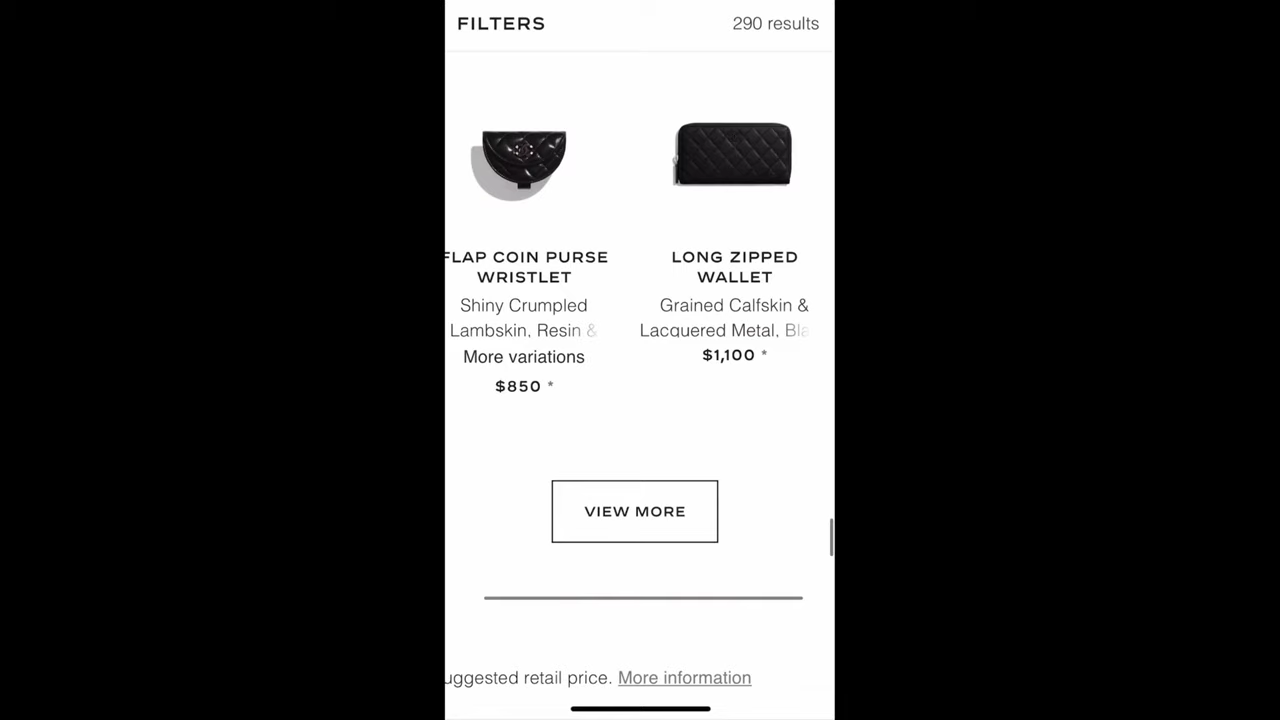 FILTERS
290 results
FLAP COIN PURSE
WRISTLET
Shiny Crumpled
Lambskin, Resin &
More variations
$850 *
LONG ZIPPED
WALLET
Grained Calfskin &
Lacquered Metal, Bla
$1,100 *
VIEW MORE
uggested retail price. More information